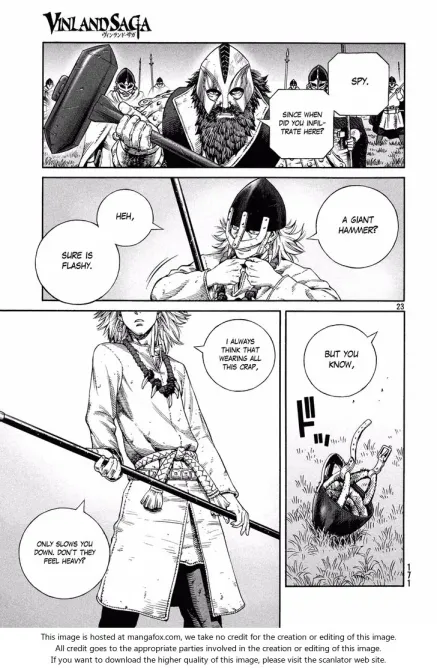 VINLAND SAGA
ヴィンランド・サガ
SPY.
SINCE WHEN
DID YOU INFIL-
TRATE HERE?
A GIANT
HAMMER?
HEH,
SURE IS
FLASHY.
23
BUT YOU
KNOW,
ドドッ
I ALWAYS
THINK THAT
WEARING ALL
THIS CRAP,
ONLY SLOWS YOU
DOWN. DON'T THEY
FEEL HEAVY?
171
This image is hosted at mangafox.com, we take no credit for the creation or editing of this image.
All credit goes to the appropriate parties involved in the creation or editing of this image.
If you want to download the higher quality of this image, please visit the scanlator web site.